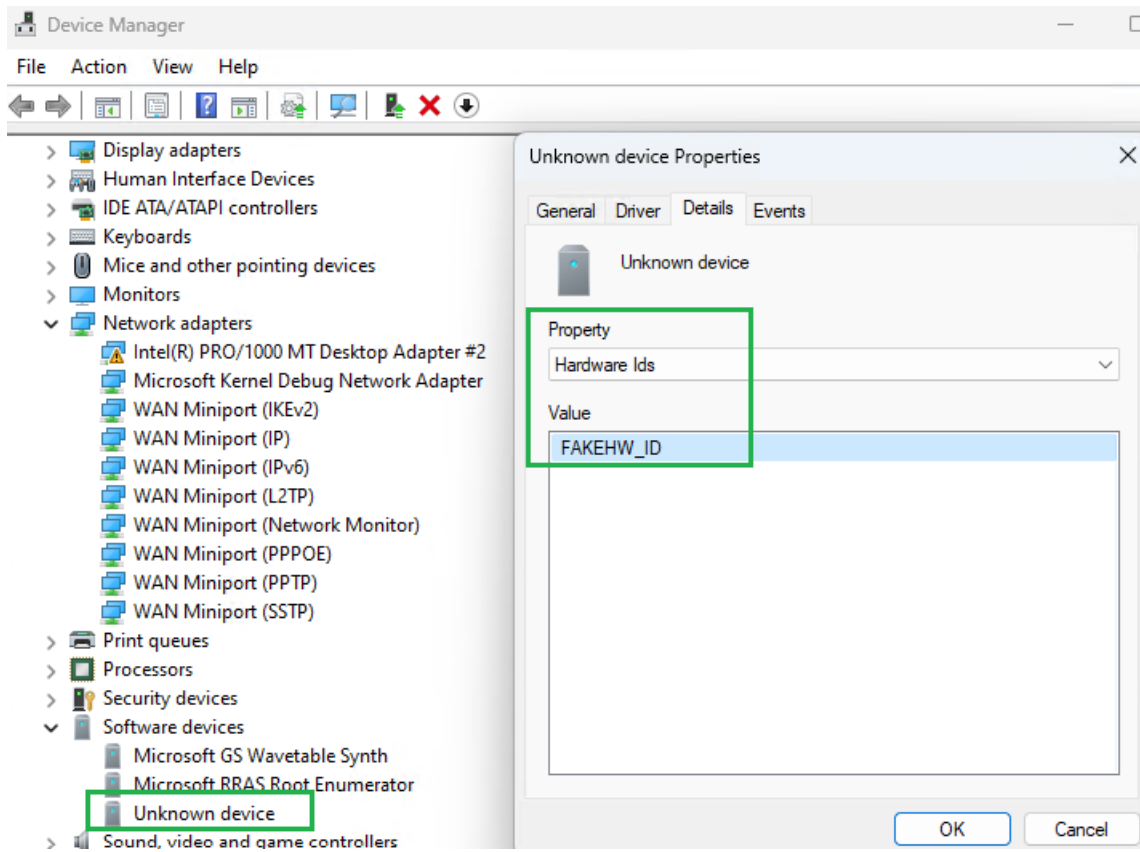 Device Manager
File Action View Help
Display adapters
Human Interface Devices
IDE ATA/ATAPI controllers
Keyboards
Mice and other pointing devices
Monitors
Network adapters
Intel(R) PRO/1000 MT Desktop Adapter #2
Microsoft Kernel Debug Network Adapter
WAN Miniport (IKEv2)
WAN Miniport (IP)
WAN Miniport (IPv6)
WAN Miniport (L2TP)
WAN Miniport (Network Monitor)
WAN Miniport (PPPOE)
WAN Miniport (PPTP)
WAN Miniport (SSTP)
Print queues
Processors
Security devices
Software devices
Microsoft GS Wavetable Synth
Microsoft RRAS Root Enumerator
Unknown device
Sound, video and game controllers
Unknown device Properties
General Driver Details Events
Unknown device
Property
Hardware Ids
Value
FAKEHW_ID
OK Cancel